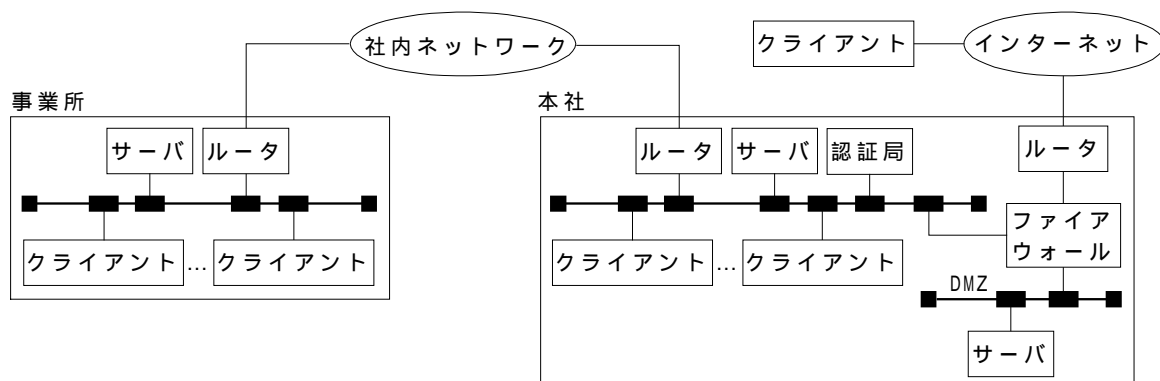 社内ネットワーク
クライアント
インターネット
事業所
本社
サーバ
ルータ
ルータ
サーバ
認証局
ルータ
クライアント
...
クライアント
クライアント
...
クライアント
ファイア
ウォール
DMZ
サーバ